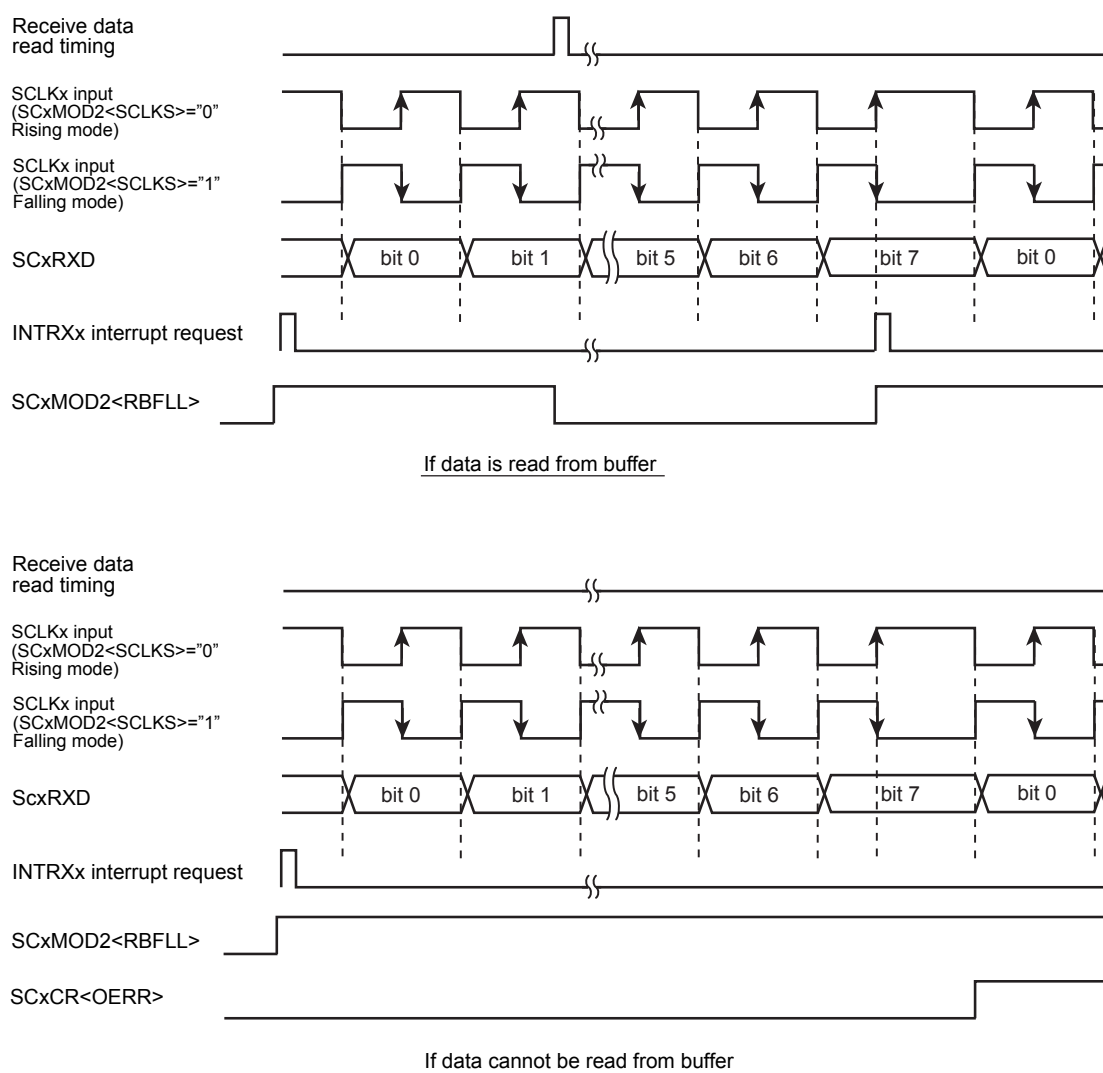 Receive data
read timing
SCLKx input
(SCxMOD2<SCLKS>="0"
Rising mode)
SCLKx input
(SCxMOD2<SCLKS>="1"
Falling mode)
SCxRXD
bit 0
bit 1
bit 5
bit 6
bit 7
bit 0
INTRXx interrupt request
SCxMOD2<RBFLL>
If data is read from buffer
Receive data
read timing
SCLKx input
(SCxMOD2<SCLKS>="0"
Rising mode)
SCLKx input
(SCxMOD2<SCLKS>="1"
Falling mode)
ScxRXD
bit 0
bit 1
bit 5
bit 6
bit 7
bit 0
INTRXx interrupt request
SCxMOD2<RBFLL>
SCxCR<OERR>
If data cannot be read from buffer